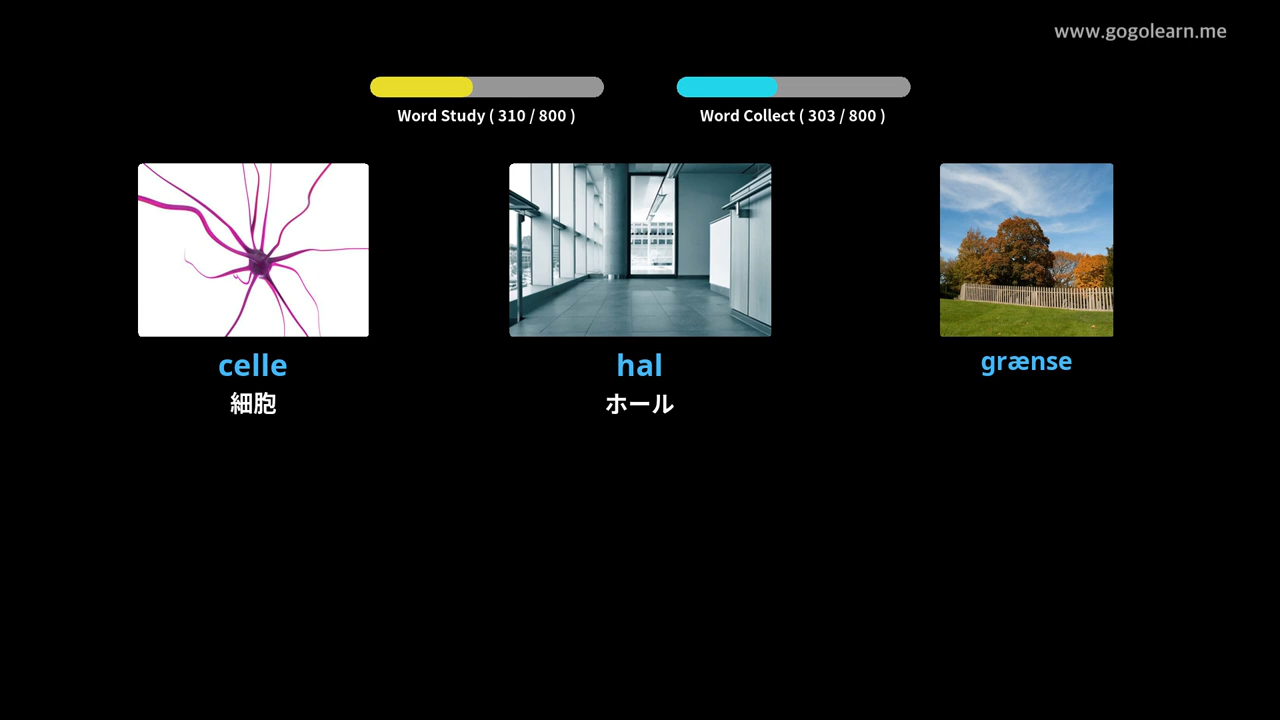 www.gogolearn.me
Word Study ( 310 / 800 )
Word Collect ( 303 / 800 )
celle
細胞
hal
ホール
grænse